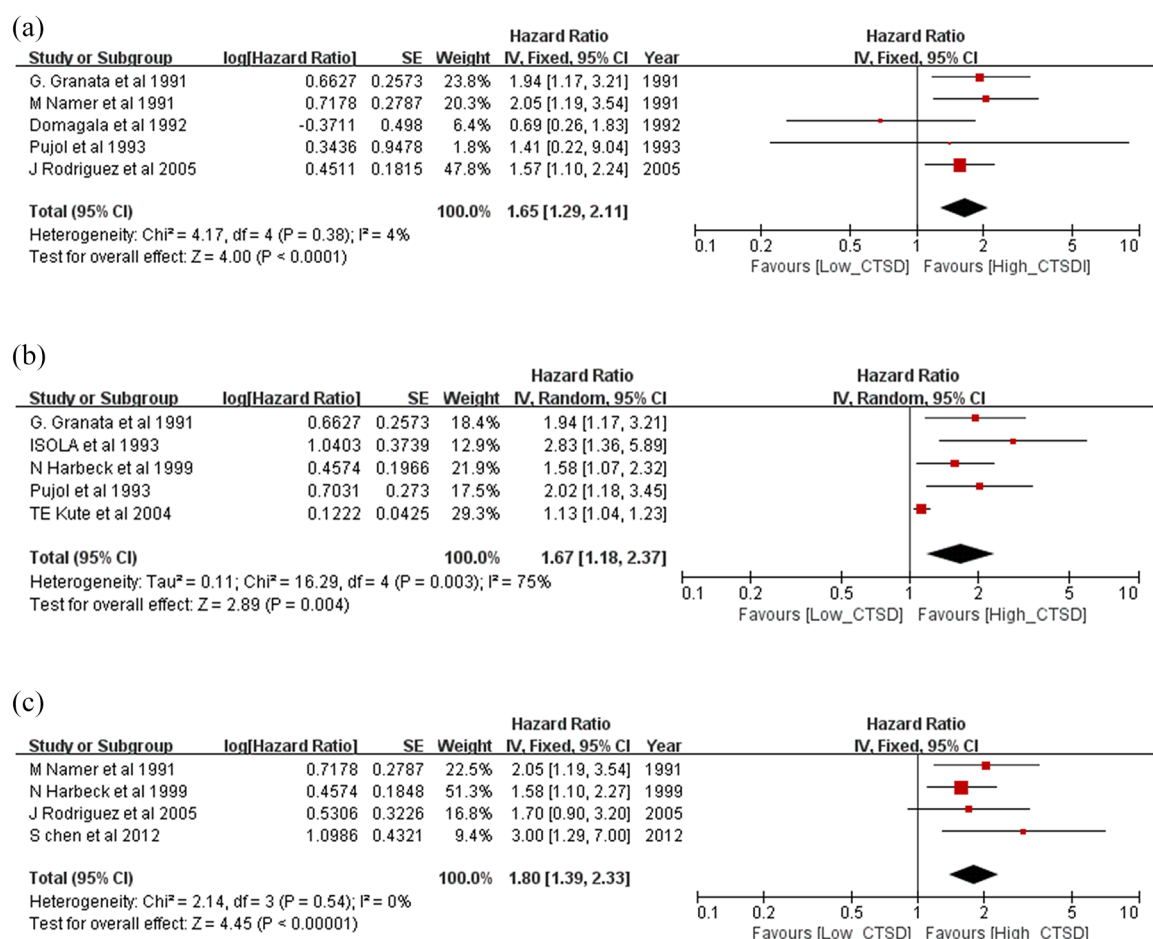 (a)
Hazard Ratio Hazard Ratio
Study or Subgroup log[Hazard Ratio] SE Weight IV, Fixed, 95% CI Year IV, Fixed, 95% CI
G. Granata et al 1991 0.6627 0.2573 23.8% 1.94 [1.17, 3.21] 1991
M Namer et al 1991 0.7178 0.2787 20.3% 2.05 [1.19, 3.54] 1991
Domagala et al 1992 -0.3711 0.498 6.4% 0.69 [0.26, 1.83] 1992
Pujol et al 1993 0.3436 0.9478 1.8% 1.41 [0.22, 9.04] 1993
J Rodriguez et al 2005 0.4511 0.1815 47.8% 1.57 [1.10, 2.24] 2005
Total (95% CI) 100.0% 1.65 [1.29, 2.11]
Heterogeneity: Chi² = 4.17, df = 4 (P = 0.38); I² = 4%
Test for overall effect: Z = 4.00 (P < 0.0001)
0.1 0.2 0.5 1 2 5 10
Favours [Low_CTSD] Favours [High_CTSDI]
(b)
Hazard Ratio Hazard Ratio
Study or Subgroup log[Hazard Ratio] SE Weight IV, Random, 95% CI IV, Random, 95% CI
G. Granata et al 1991 0.6627 0.2573 18.4% 1.94 [1.17, 3.21]
ISOLA et al 1993 1.0403 0.3739 12.9% 2.83 [1.36, 5.89]
N Harbeck et al 1999 0.4574 0.1966 21.9% 1.58 [1.07, 2.32]
Pujol et al 1993 0.7031 0.273 17.5% 2.02 [1.18, 3.45]
TE Kute et al 2004 0.1222 0.0425 29.3% 1.13 [1.04, 1.23]
Total (95% CI) 100.0% 1.67 [1.18, 2.37]
Heterogeneity: Tau² = 0.11; Chi² = 16.29, df = 4 (P = 0.003); I² = 75%
Test for overall effect: Z = 2.89 (P = 0.004)
0.1 0.2 0.5 1 2 5 10
Favours [Low_CTSD] Favours [High_CTSD]
(c)
Hazard Ratio Hazard Ratio
Study or Subgroup log[Hazard Ratio] SE Weight IV, Fixed, 95% CI Year IV, Fixed, 95% CI
M Namer et al 1991 0.7178 0.2787 22.5% 2.05 [1.19, 3.54] 1991
N Harbeck et al 1999 0.4574 0.1848 51.3% 1.58 [1.10, 2.27] 1999
J Rodriguez et al 2005 0.5306 0.3226 16.8% 1.70 [0.90, 3.20] 2005
S chen et al 2012 1.0986 0.4321 9.4% 3.00 [1.29, 7.00] 2012
Total (95% CI) 100.0% 1.80 [1.39, 2.33]
Heterogeneity: Chi² = 2.14, df = 3 (P = 0.54); I² = 0%
Test for overall effect: Z = 4.45 (P < 0.00001)
0.1 0.2 0.5 1 2 5 10
Favours [Low_CTSD] Favours [High_CTSD]